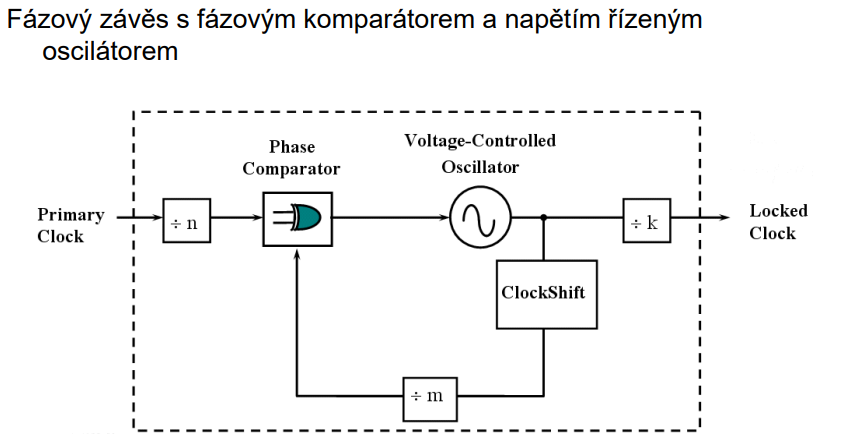 Fázový závěs s fázovým komparátorem a napětím řízeným
oscilátorem
Phase
Comparator
Voltage-Controlled
Oscillator
Primary
Clock
÷ n
÷ k
Locked
Clock
ClockShift
÷ m